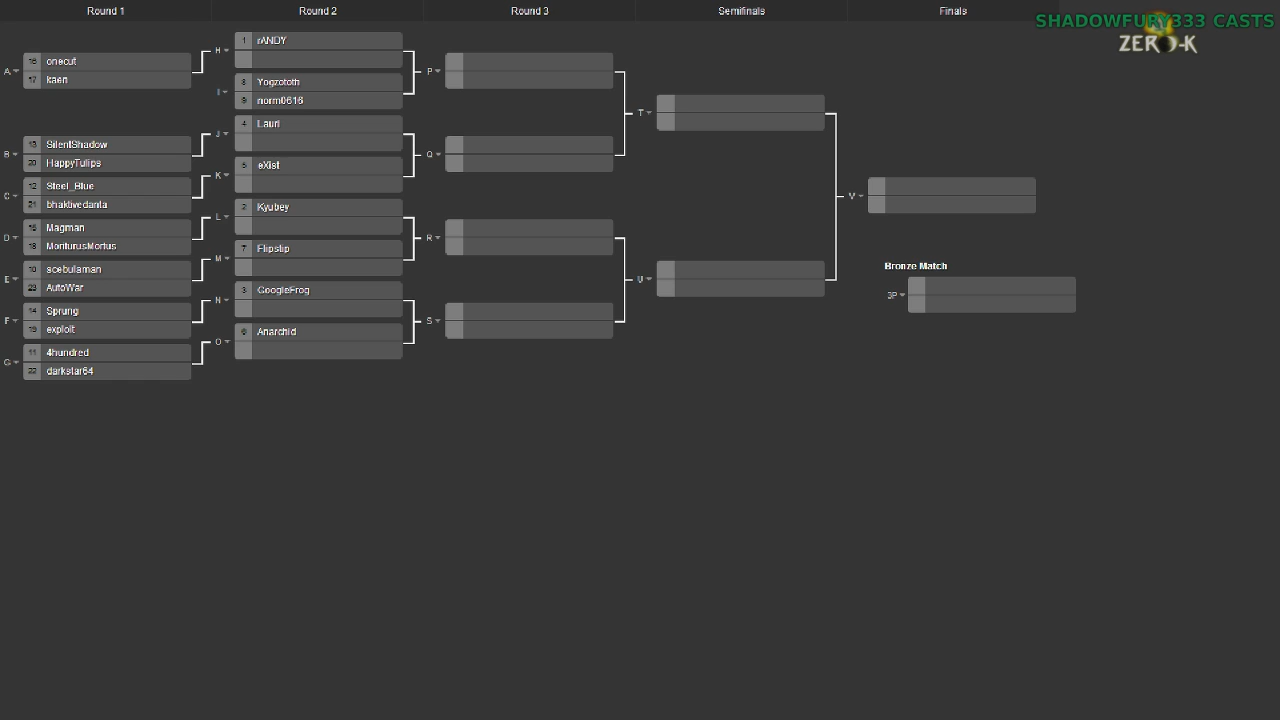 Round 1
Round 2
Round 3
Semifinals
Finals
SHADOWFURY333 CASTS
ZERO-K
A
16 onecut
17 kaen
B
13 SilentShadow
20 HappyTulips
C
12 Steel_Blue
21 bhaktivedanta
D
15 Magman
18 MoriturusMortus
E
10 scebulaman
23 AutoWar
F
14 Sprung
19 exploit
G
11 4hundred
22 darkstar64
H
1 rANDY
I
8 Yogzototh
9 norm0616
J
4 Lauri
K
5 eXist
L
2 Kyubey
M
7 Flipstip
N
3 GoogleFrog
O
6 Anarchid
P
Q
R
S
T
U
V
Bronze Match
3P